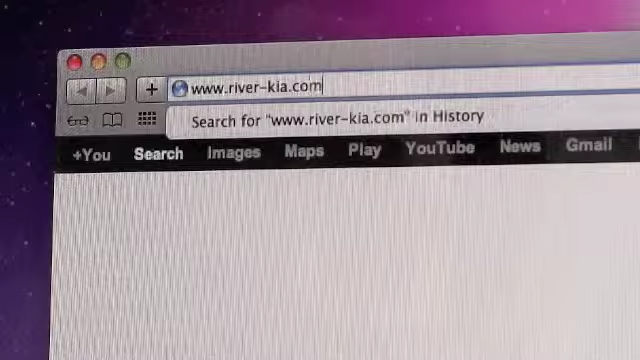 www.river-kia.com
Search for "www.river-kia.com" in History
+You Search Images Maps Play YouTube News Gmail